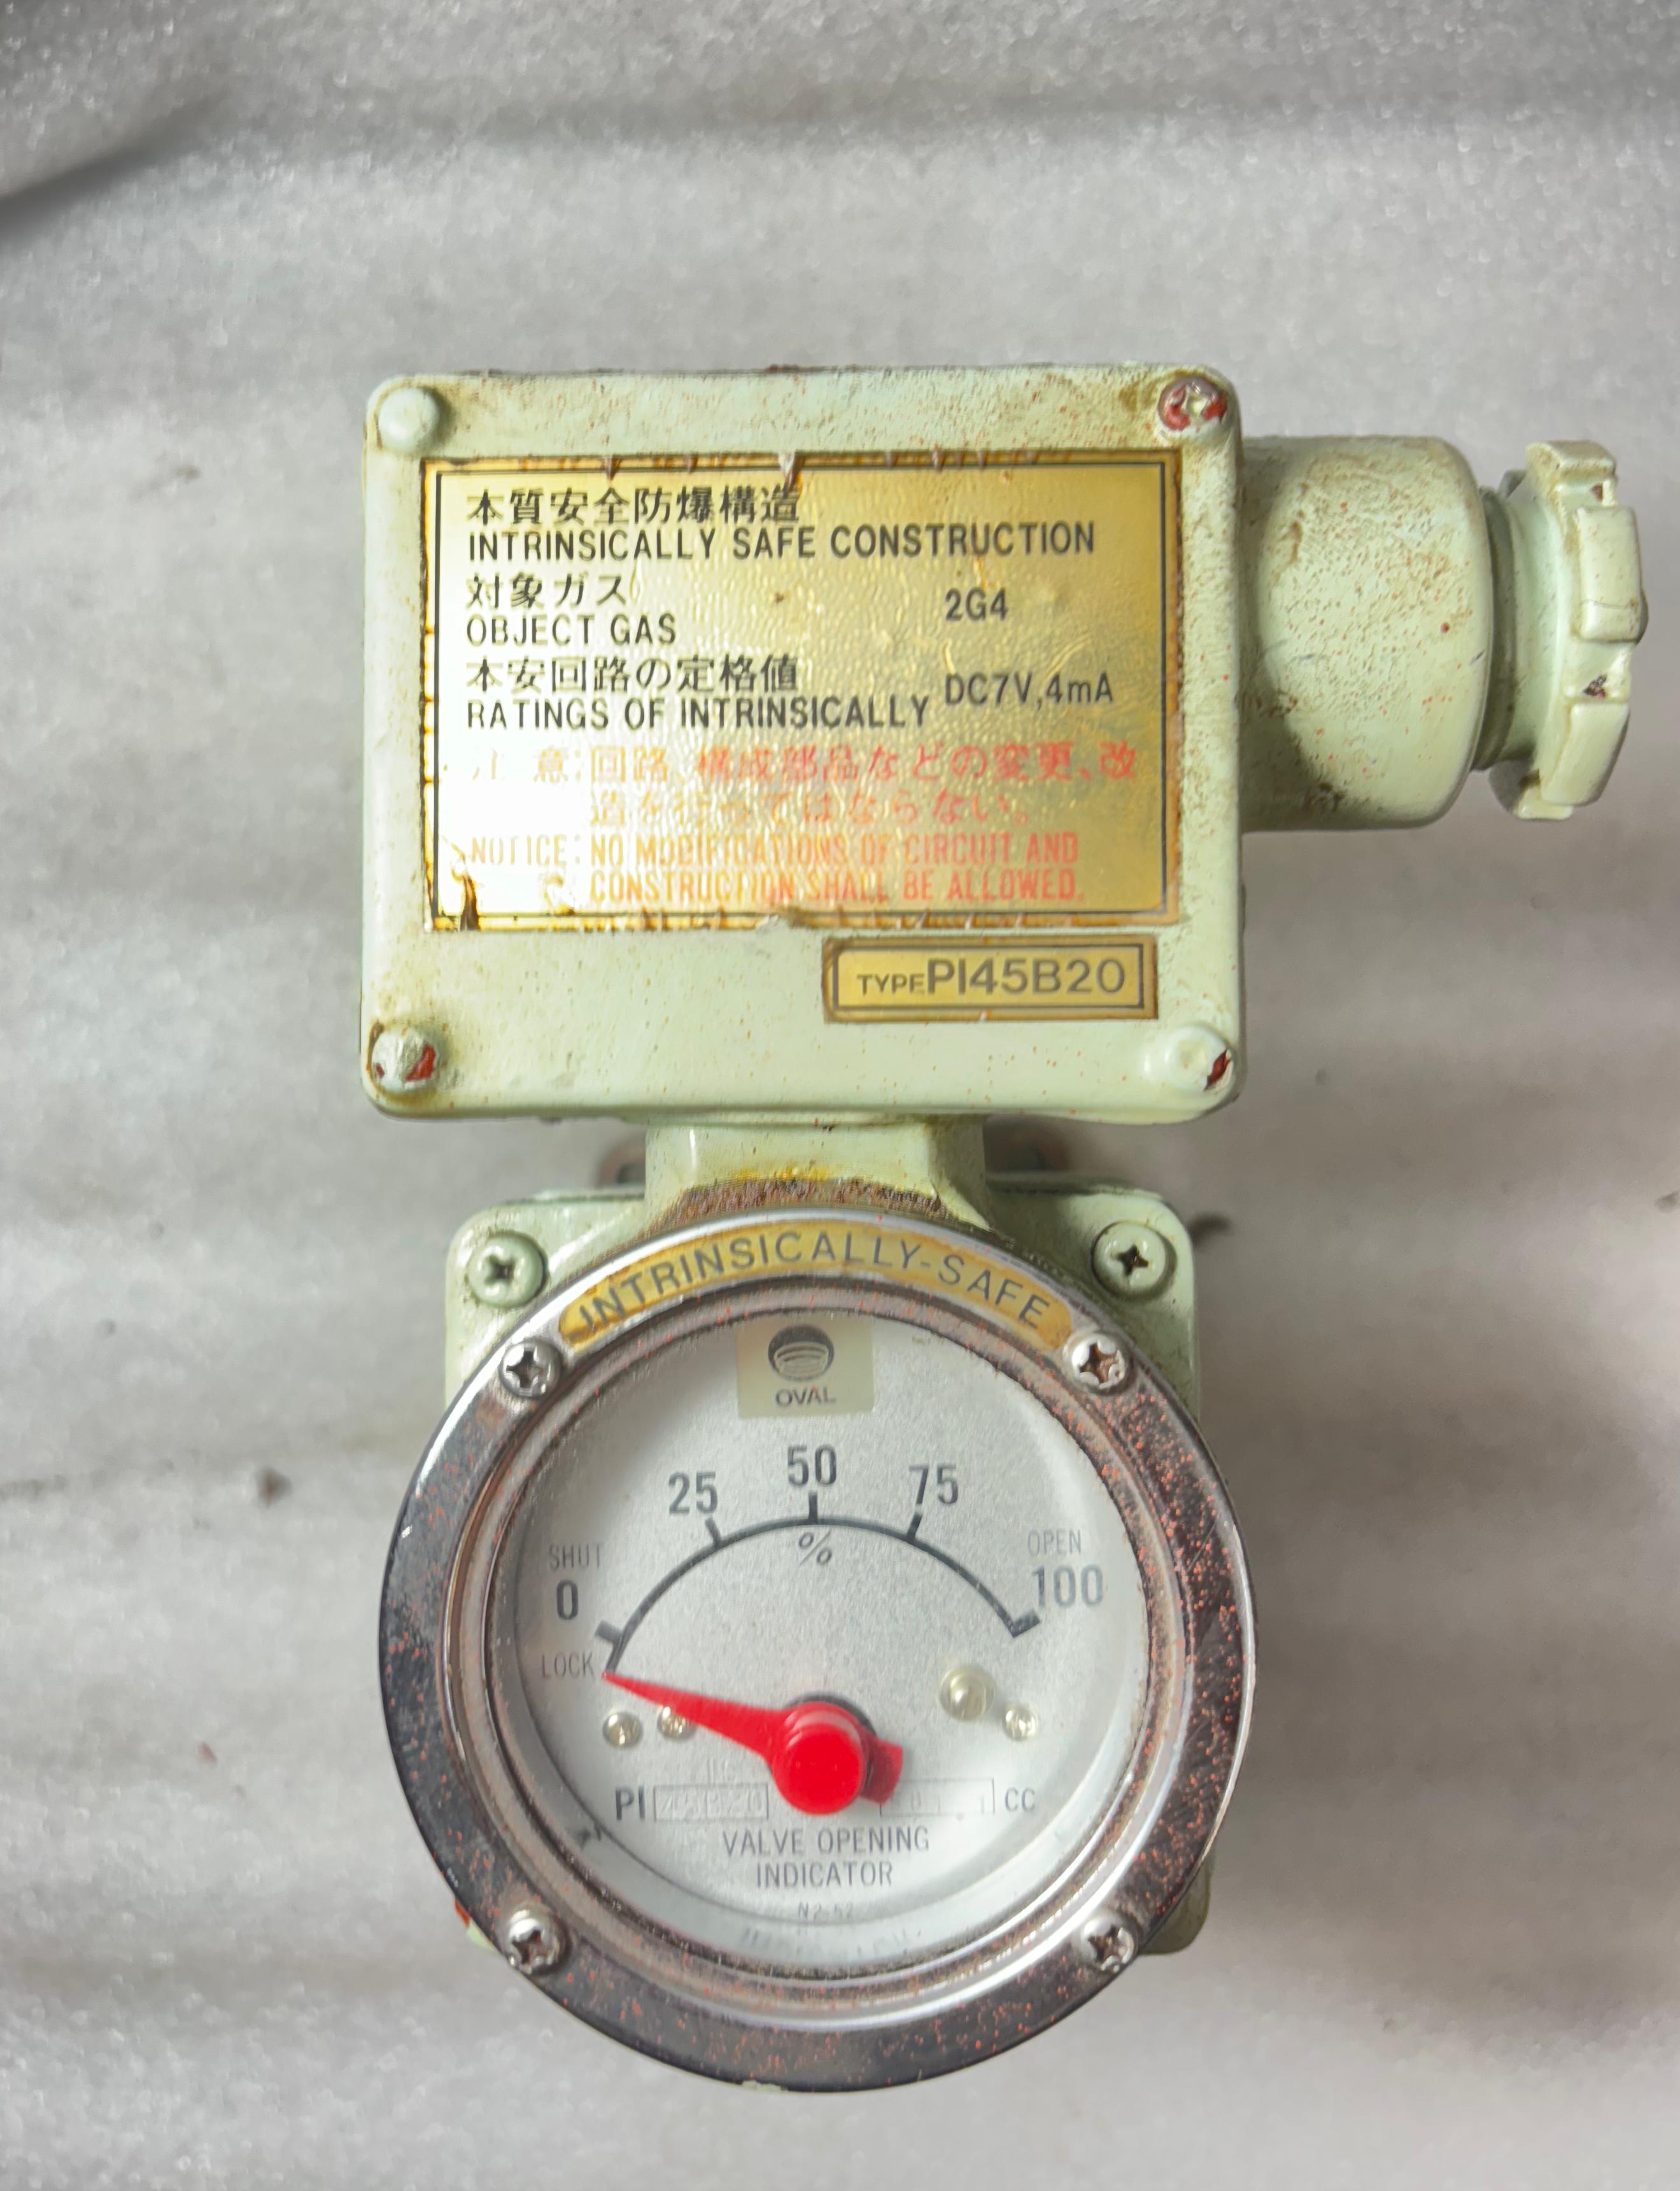 本質安全防爆構造
INTRINSICALLY SAFE CONSTRUCTION
対象ガス
OBJECT GAS 2G4
本安回路の定格値
RATINGS OF INTRINSICALLY DC7V,4mA
注 意:回路、構成部品などの変更、改
造を行ってはならない。
NOTICE: NO MODIFICATIONS OF CIRCUIT AND
CONSTRUCTION SHALL BE ALLOWED.
TYPE PI45B20
INTRINSICALLY-SAFE
OVAL
50
25 75
%
SHUT OPEN
0 100
LOCK
PI 45B20 CC
VALVE OPENING
INDICATOR